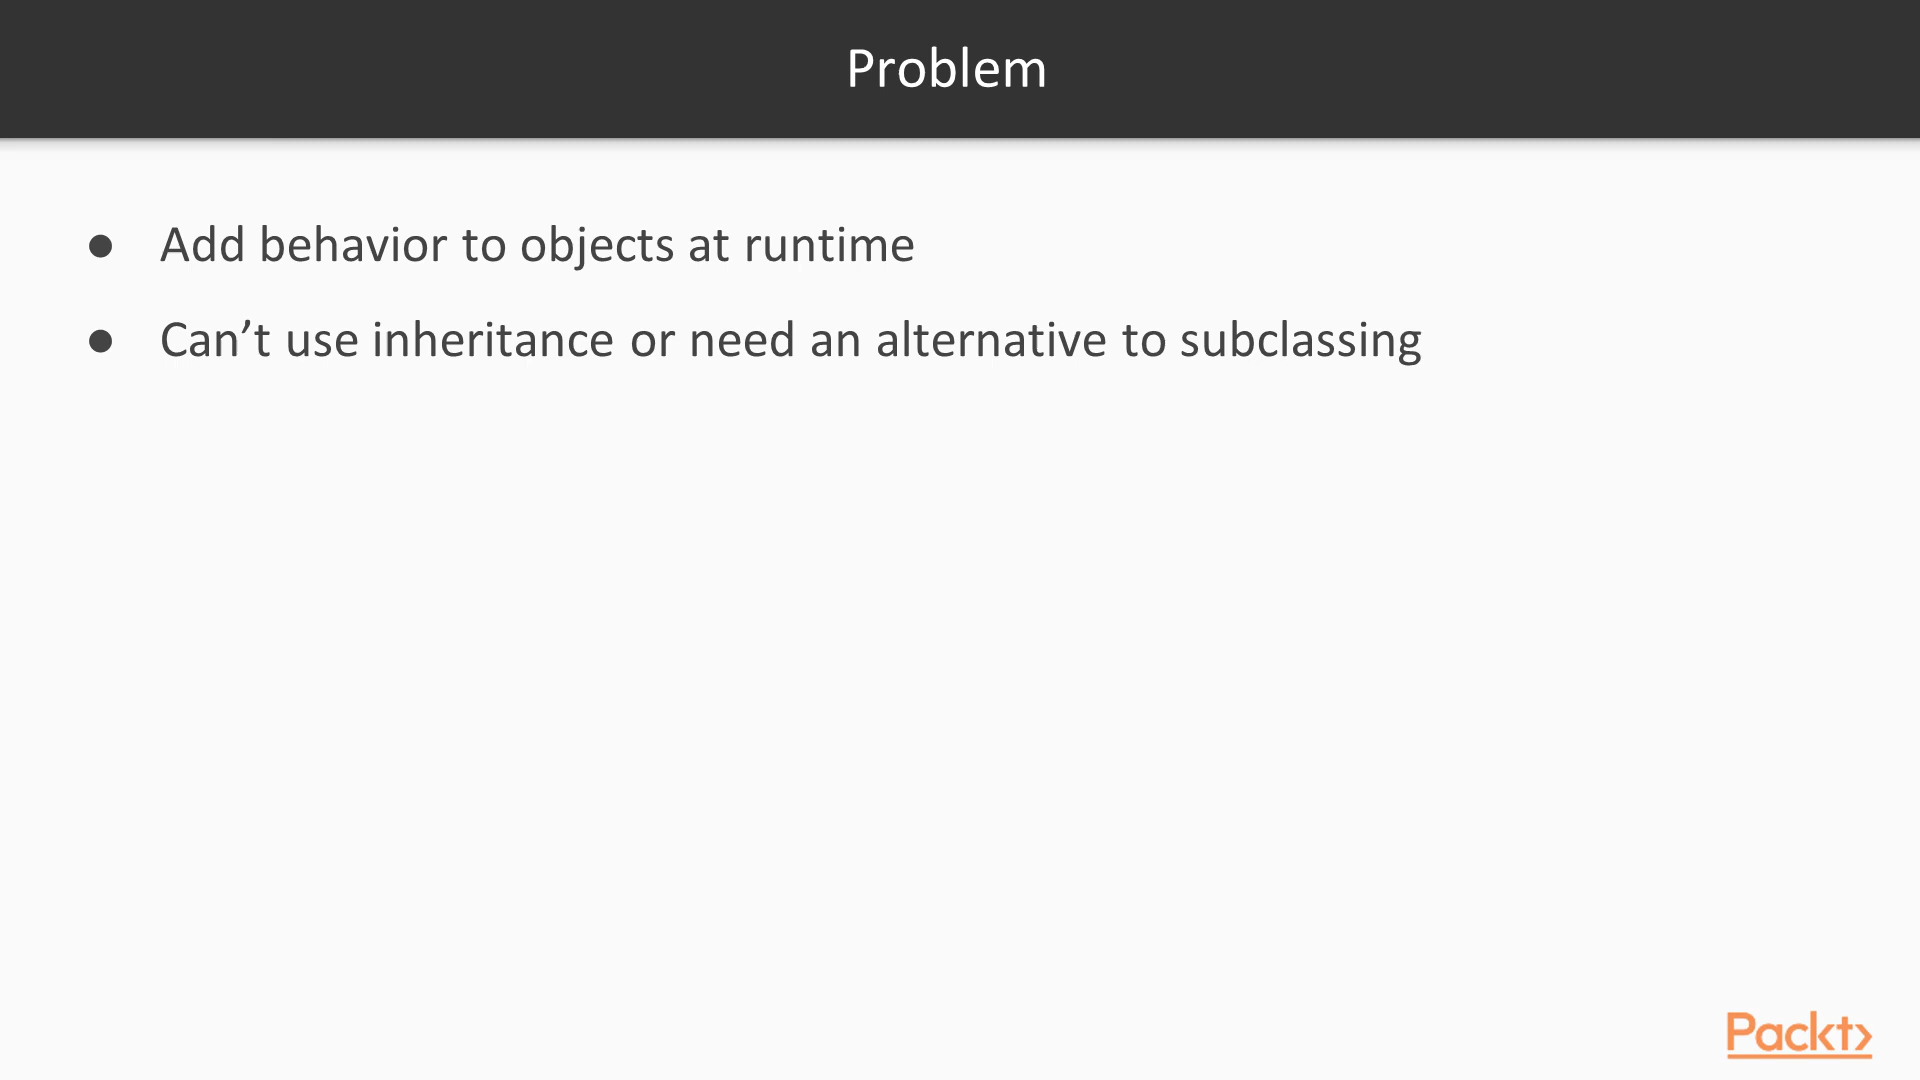 Problem
● Add behavior to objects at runtime
● Can’t use inheritance or need an alternative to subclassing
Packt>